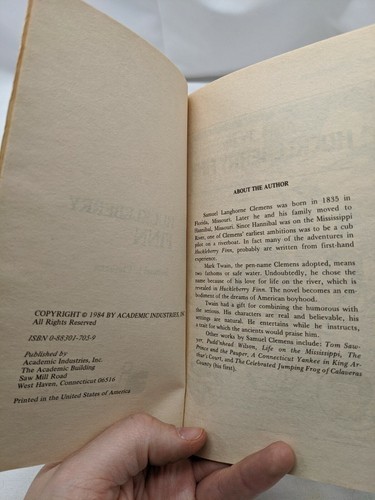 COPYRIGHT © 1984 BY ACADEMIC INDUSTRIES, IN
All Rights Reserved
ISBN 0-88301-705-9
Published by
Academic Industries, Inc.
The Academic Building
Saw Mill Road
West Haven, Connecticut 06516
Printed in the United States of America
ABOUT THE AUTHOR
Samuel Langhorne Clemens was born in 1835 in
Florida, Missouri. Later he and his family moved to
Hannibal, Missouri. Since Hannibal was on the Mississippi
River, one of Clemens' earliest ambitions was to be a cub
pilot on a riverboat. In fact many of the adventures in
Huckleberry Finn, probably are written from first-hand
experience.
Mark Twain, the pen-name Clemens adopted, means
two fathoms or safe water. Undoubtedly, he chose the
name because of his love for life on the river, which is
revealed in Huckleberry Finn. The novel becomes an em-
bodiment of the dreams of American boyhood.
Twain had a gift for combining the humorous with
the serious. His characters are real and believable, his
settings are natural. Be entertains while he instructs,
a trait for which the ancients would praise him.
Other works by Samuel Clemens include: Tom Saw-
yer, Pudd'nhead Wilson, Life on the Mississippi, The
Prince and the Pauper, A Connecticut Yankee in King Ar-
thur's Court, and The Celebrated Jumping Frog of Calaveras
County (his first).